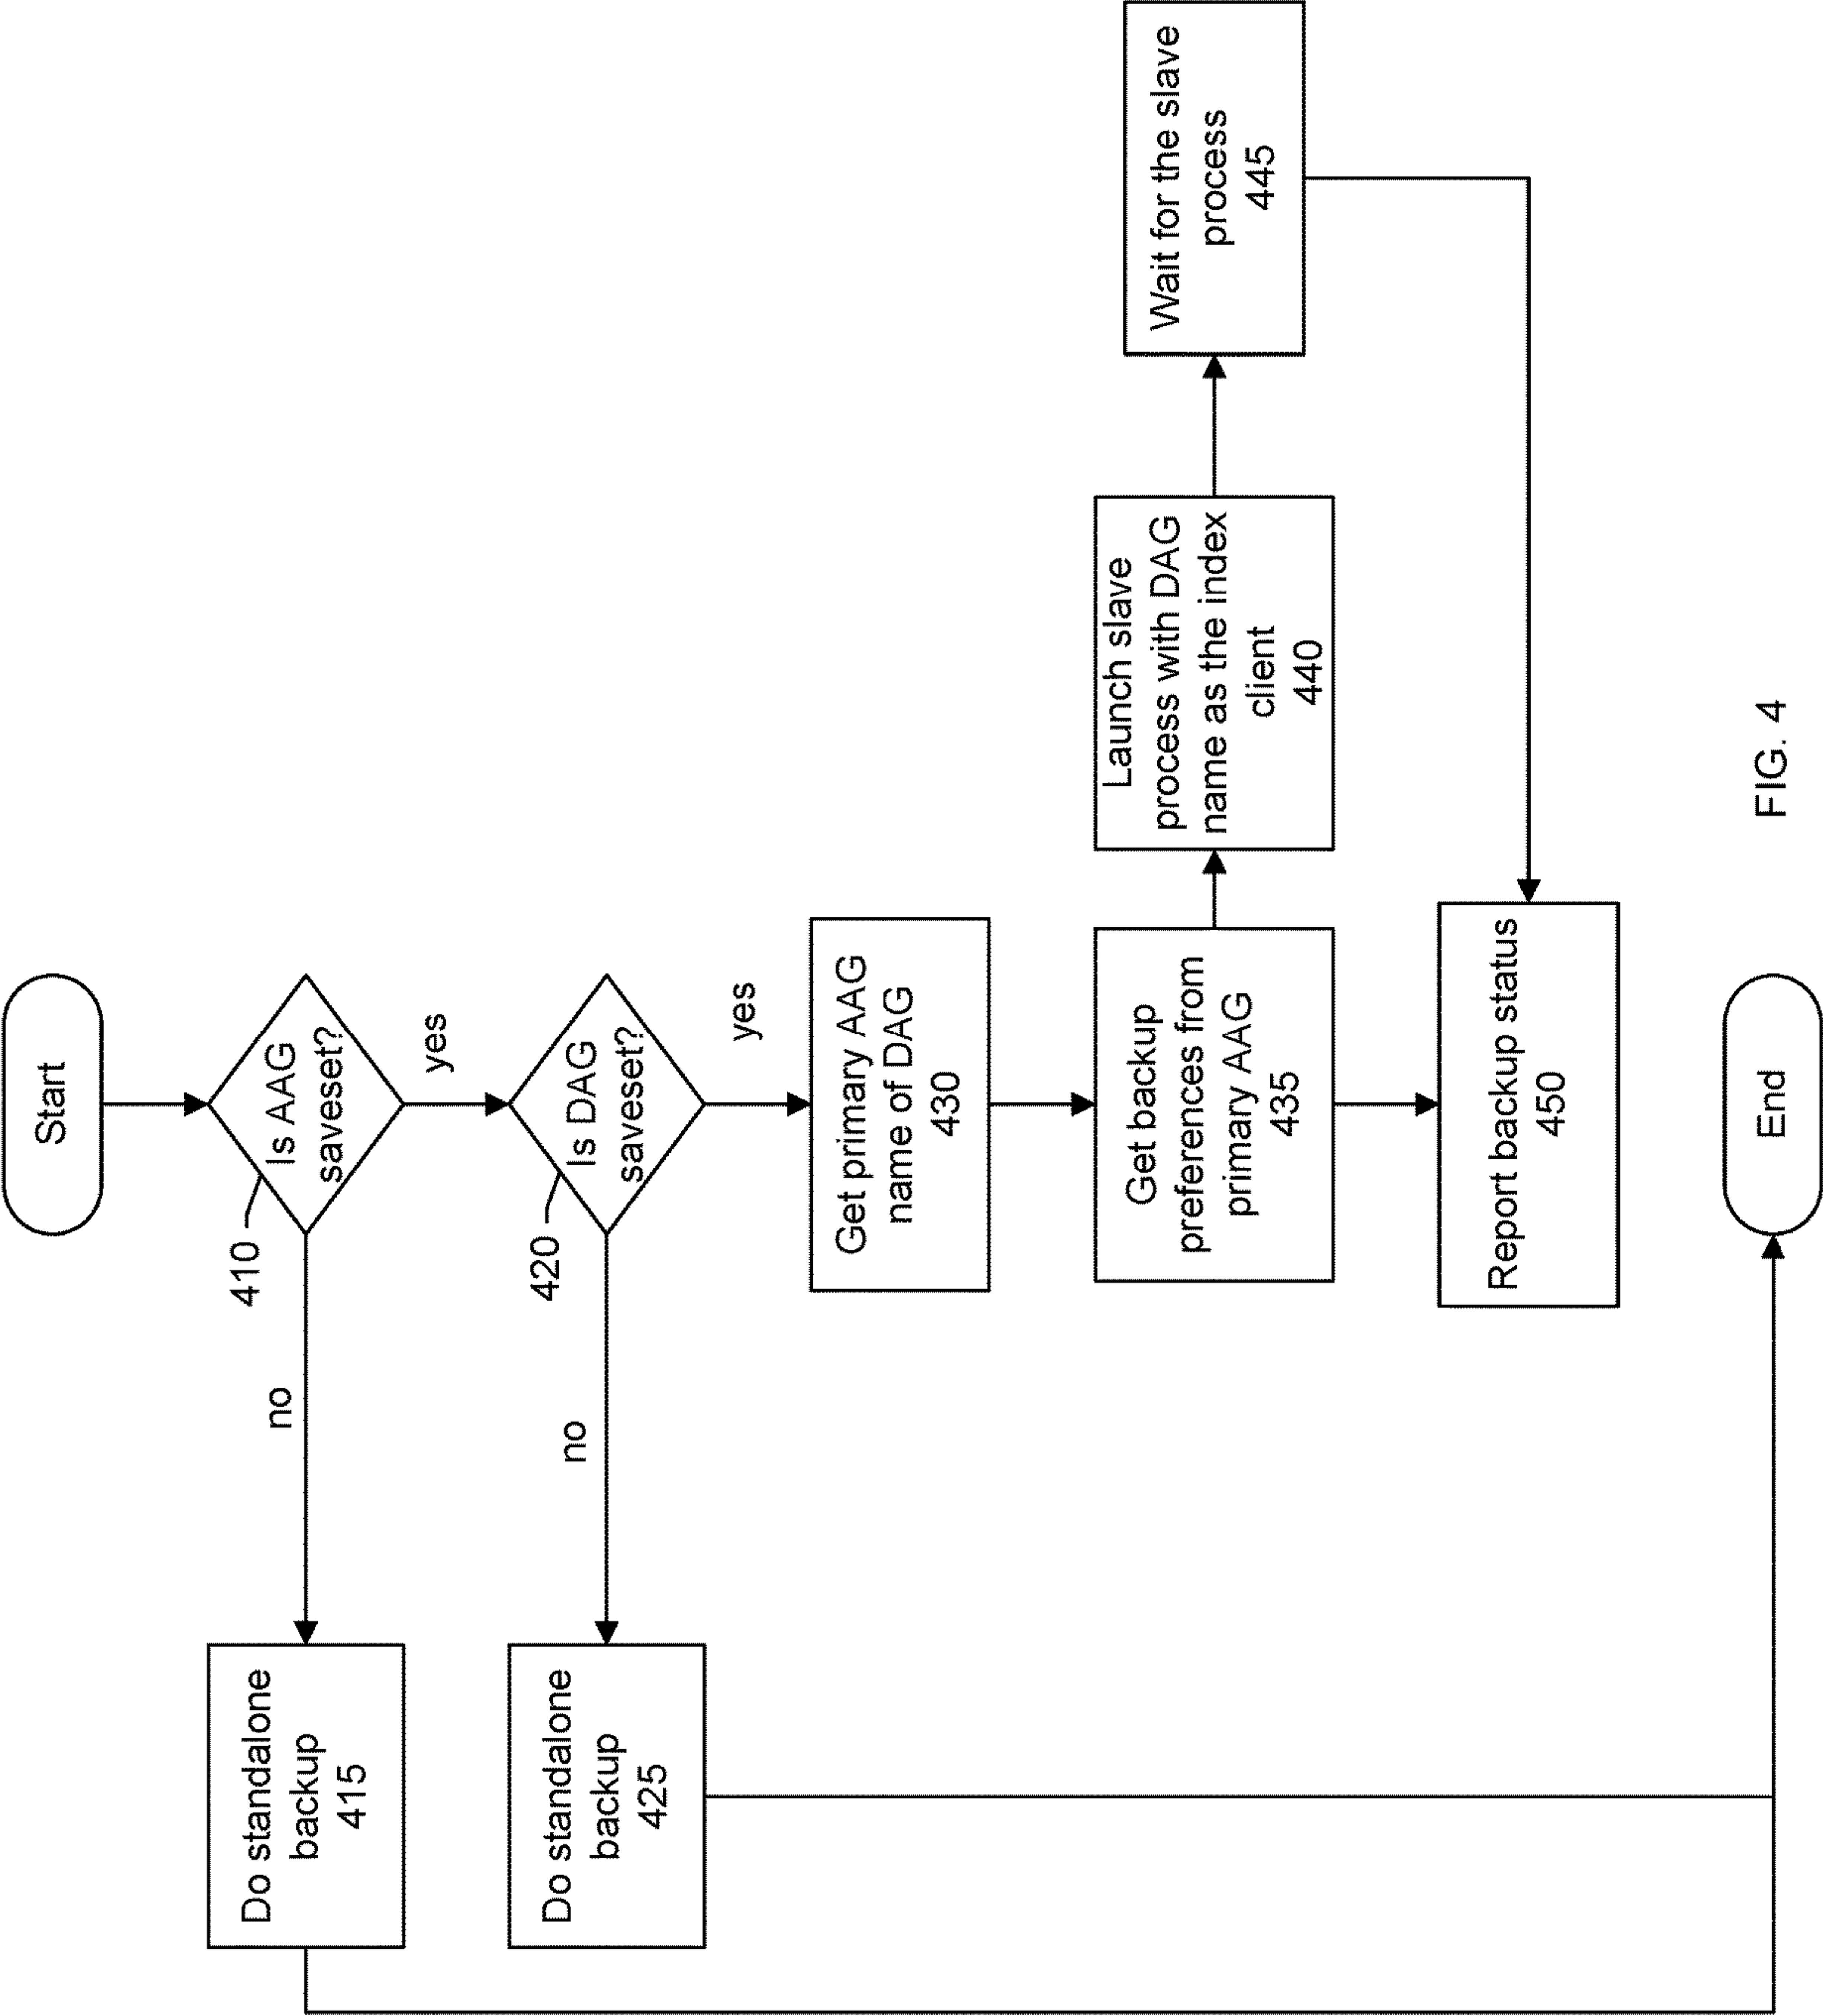 Start
410
Is AAG
saveset?
no
yes
Do standalone
backup
415
420
Is DAG
saveset?
no
yes
Do standalone
backup
425
Get primary AAG
name of DAG
430
Get backup
preferences from
primary AAG
435
Launch slave
process with DAG
name as the index
client
440
Wait for the slave
process
445
Report backup status
450
End
FIG. 4